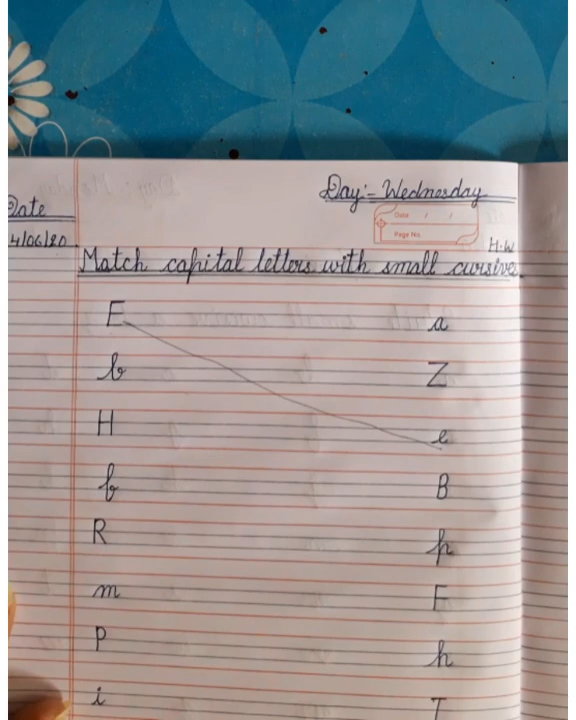 Day:- Wednesday
Date
Date / /
Page No.
4/06/20
H.W
Match capital letters with small cursive.
E a
b Z
H e
f B
R p
m F
P h
i I